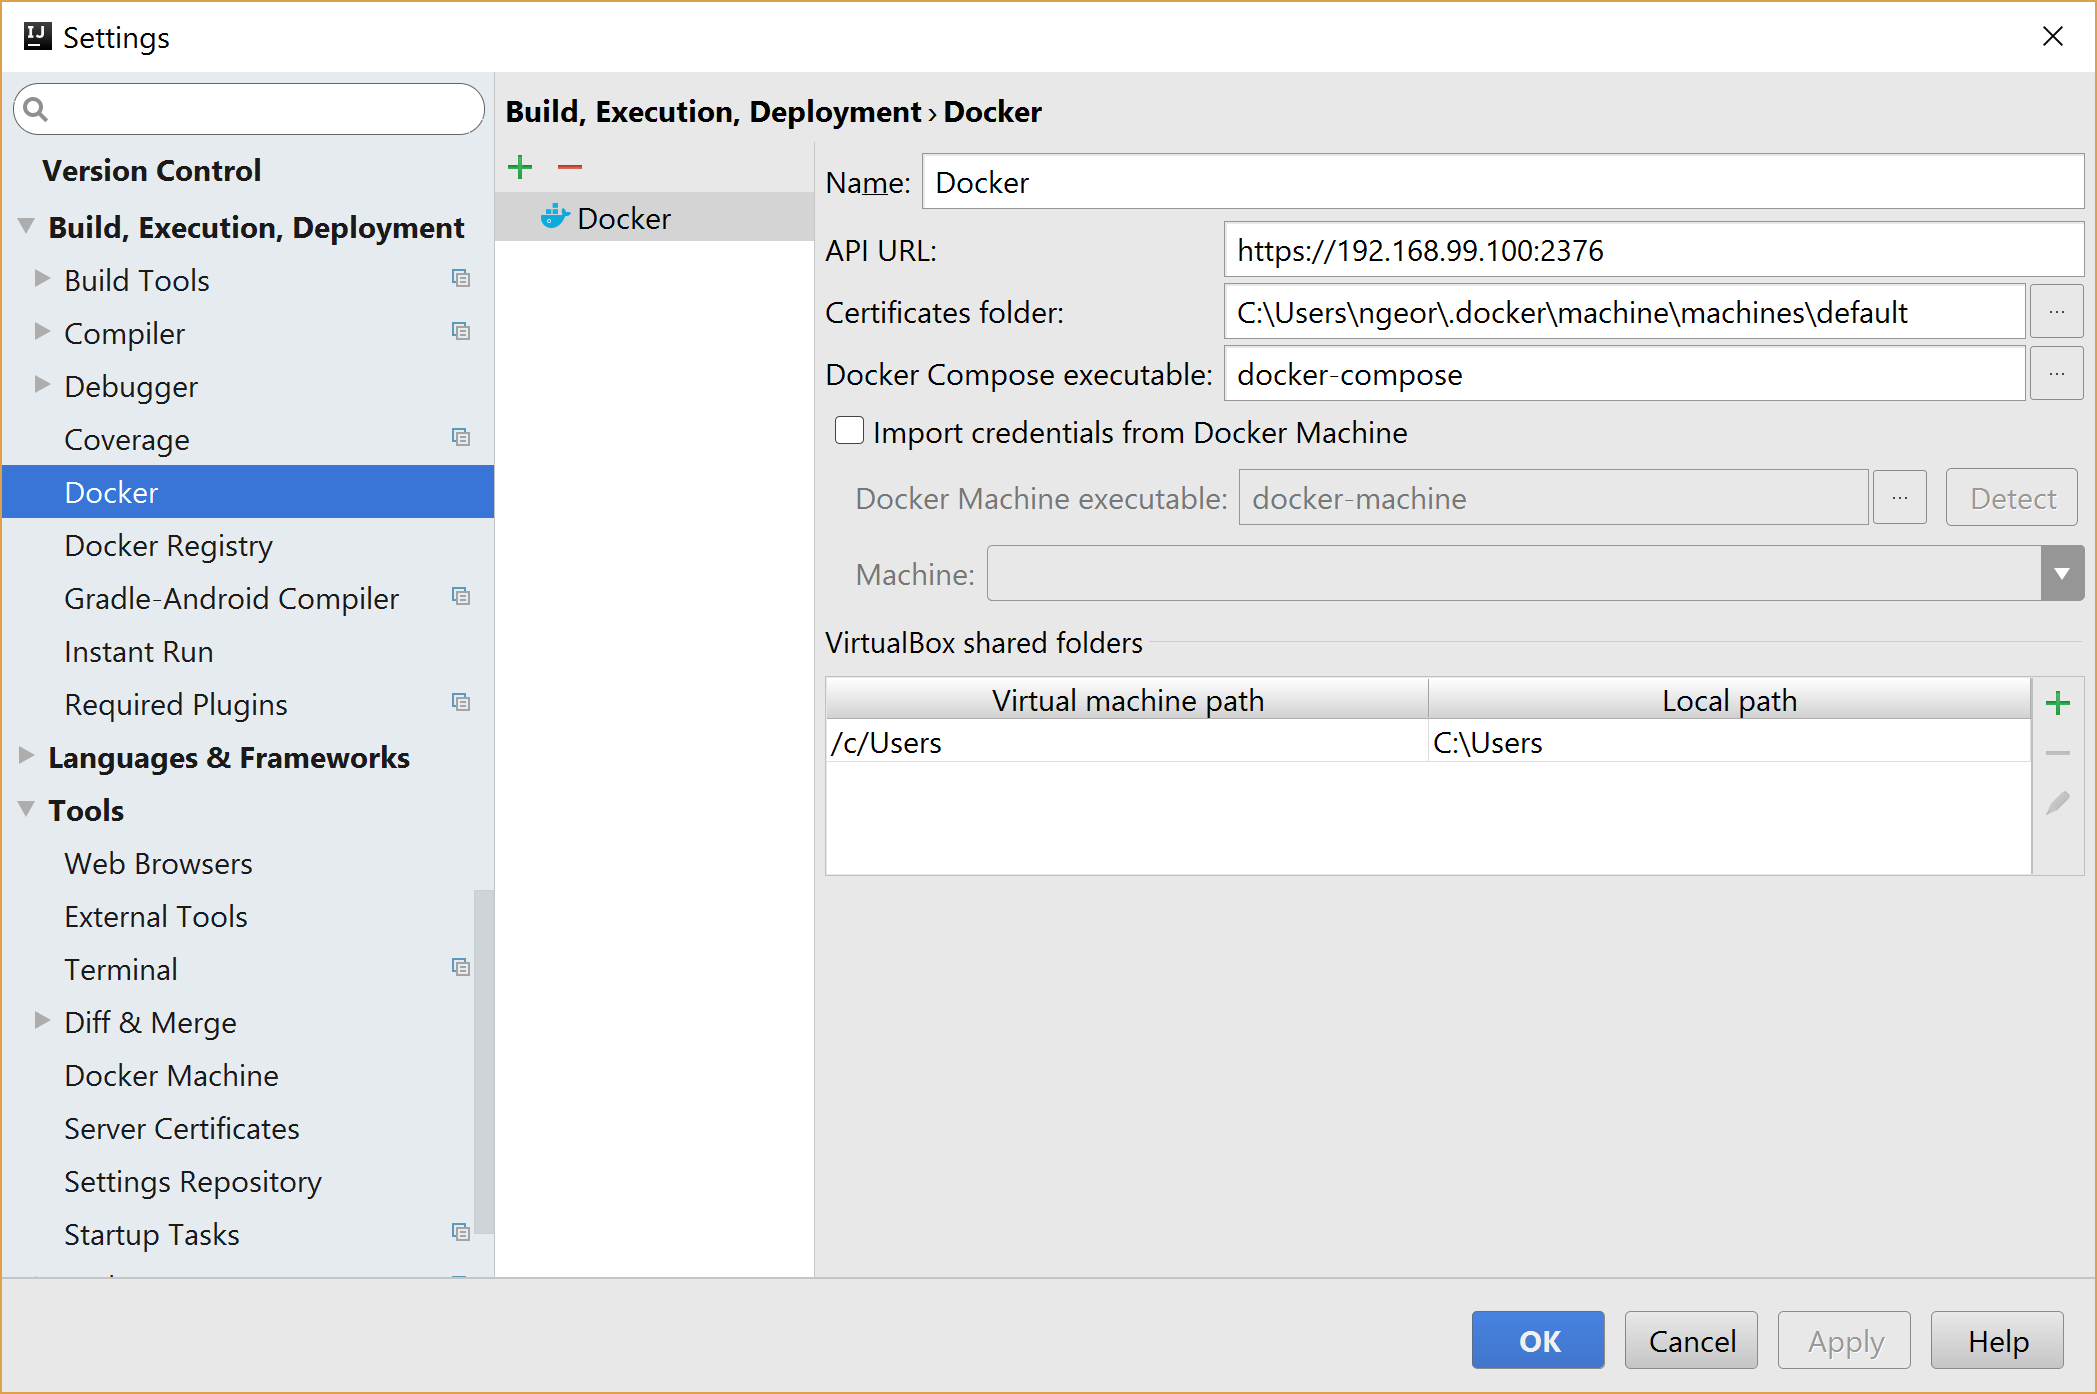 Settings
Version Control
Build, Execution, Deployment
Build Tools
Compiler
Debugger
Coverage
Docker
Docker Registry
Gradle-Android Compiler
Instant Run
Required Plugins
Languages & Frameworks
Tools
Web Browsers
External Tools
Terminal
Diff & Merge
Docker Machine
Server Certificates
Settings Repository
Startup Tasks
Build, Execution, Deployment › Docker
Docker
Name: Docker
API URL: https://192.168.99.100:2376
Certificates folder: C:\Users\ngeor\.docker\machine\machines\default ...
Docker Compose executable: docker-compose ...
Import credentials from Docker Machine
Docker Machine executable: docker-machine ... Detect
Machine:
VirtualBox shared folders
Virtual machine path Local path
/c/Users C:\Users
OK Cancel Apply Help